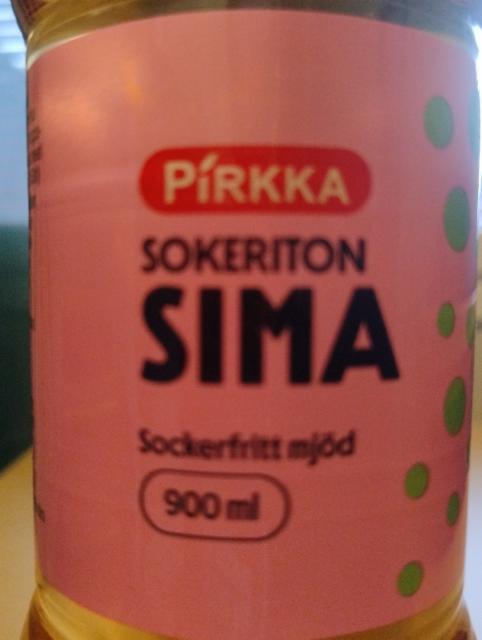 PIRKKA
SOKERITON
SIMA
Sockerfritt mjöd
900 ml